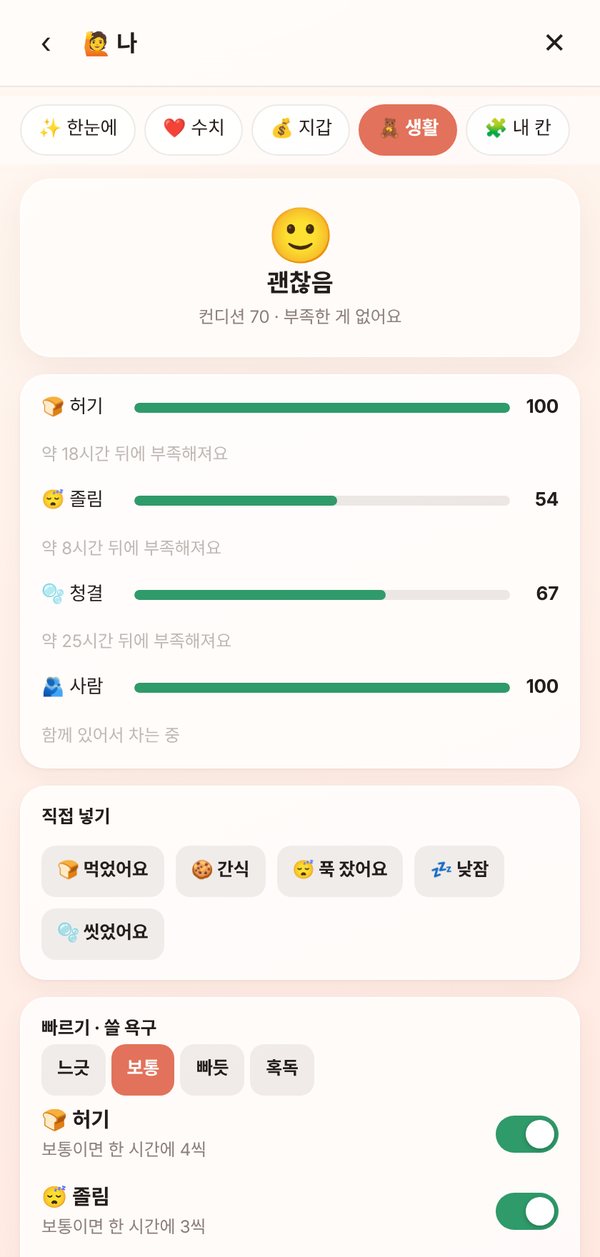 나
한눈에 수치 지갑 생활 내 칸
괜찮음
컨디션 70 · 부족한 게 없어요
허기 100
약 18시간 뒤에 부족해져요
졸림 54
약 8시간 뒤에 부족해져요
청결 67
약 25시간 뒤에 부족해져요
사람 100
함께 있어서 차는 중
직접 넣기
먹었어요 간식 푹 잤어요 낮잠
씻었어요
빠르기 · 쓸 욕구
느긋 보통 빠듯 혹독
허기
보통이면 한 시간에 4씩
졸림
보통이면 한 시간에 3씩